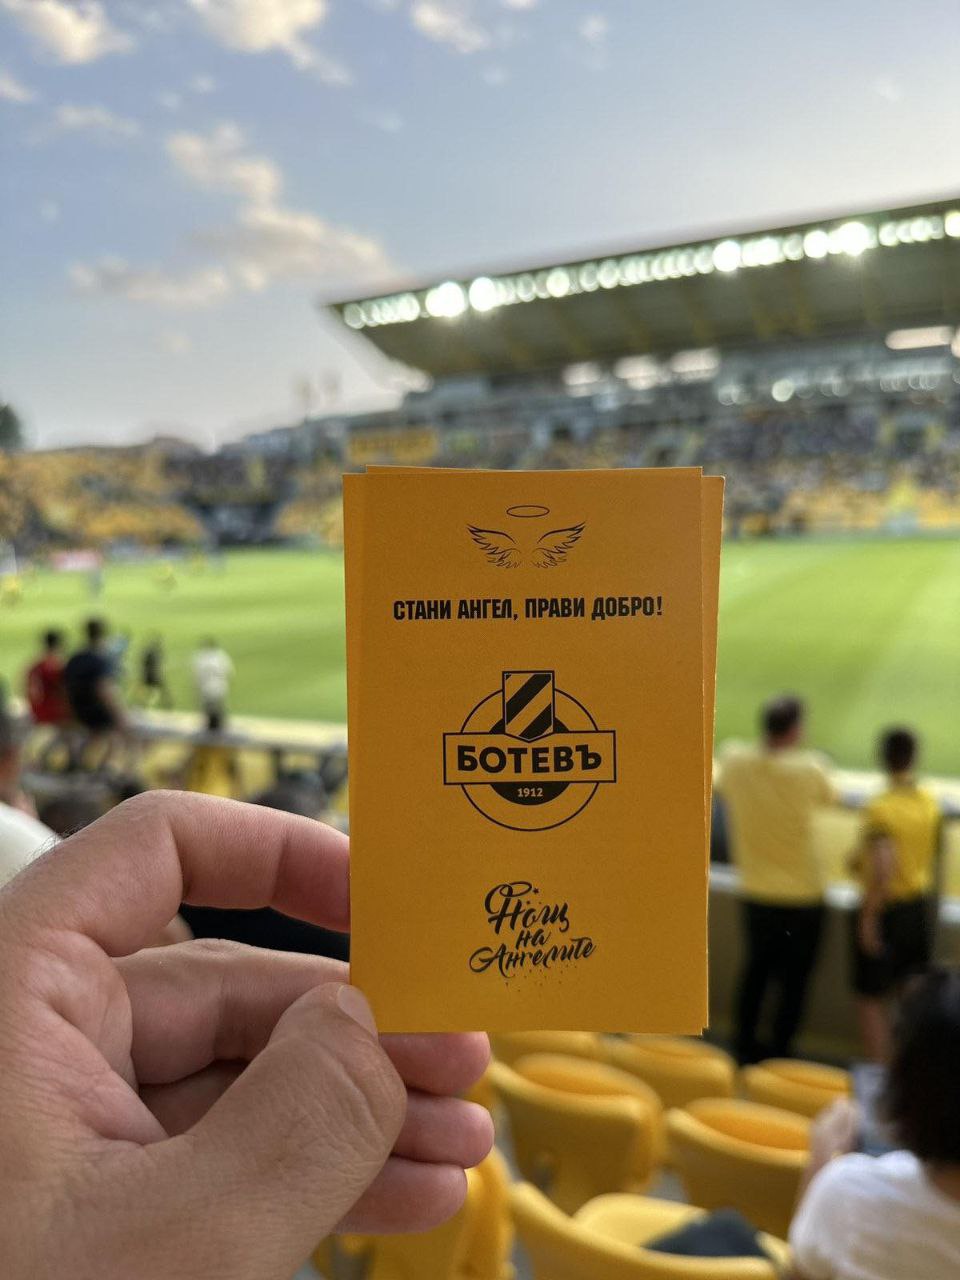 СТАНИ АНГЕЛ, ПРАВИ ДОБРО!
БОТЕВЪ
1912
Нощ
на
Ангелите